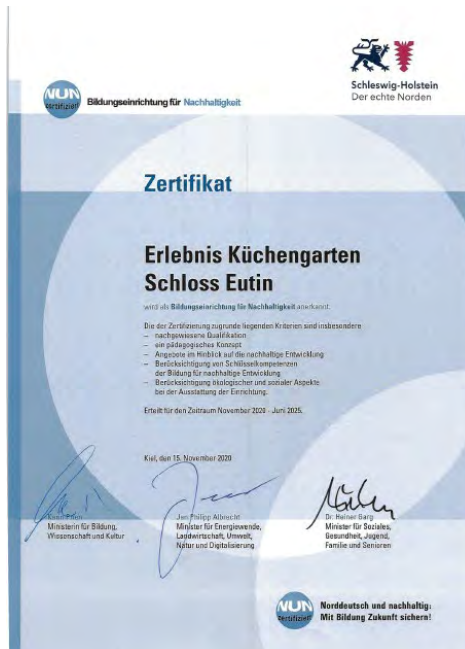 Schleswig-Holstein
Der echte Norden
NUN
zertifiziert
Bildungseinrichtung für Nachhaltigkeit
Zertifikat
Erlebnis Küchengarten
Schloss Eutin
wird als Bildungseinrichtung für Nachhaltigkeit anerkannt.
Die der Zertifizierung zugrunde liegenden Kriterien sind insbesondere
– nachgewiesene Qualifikation
– ein pädagogisches Konzept
– Angebote im Hinblick auf die nachhaltige Entwicklung
– Berücksichtigung von Schlüsselkompetenzen
der Bildung für nachhaltige Entwicklung
– Berücksichtigung ökologischer und sozialer Aspekte
bei der Ausstattung der Einrichtung.
Erteilt für den Zeitraum November 2020 - Juni 2025.
Kiel, den 15. November 2020
Karin Prien
Ministerin für Bildung,
Wissenschaft und Kultur
Jan Philipp Albrecht
Minister für Energiewende,
Landwirtschaft, Umwelt,
Natur und Digitalisierung
Dr. Heiner Garg
Minister für Soziales,
Gesundheit, Jugend,
Familie und Senioren
NUN
zertifiziert
Norddeutsch und nachhaltig:
Mit Bildung Zukunft sichern!